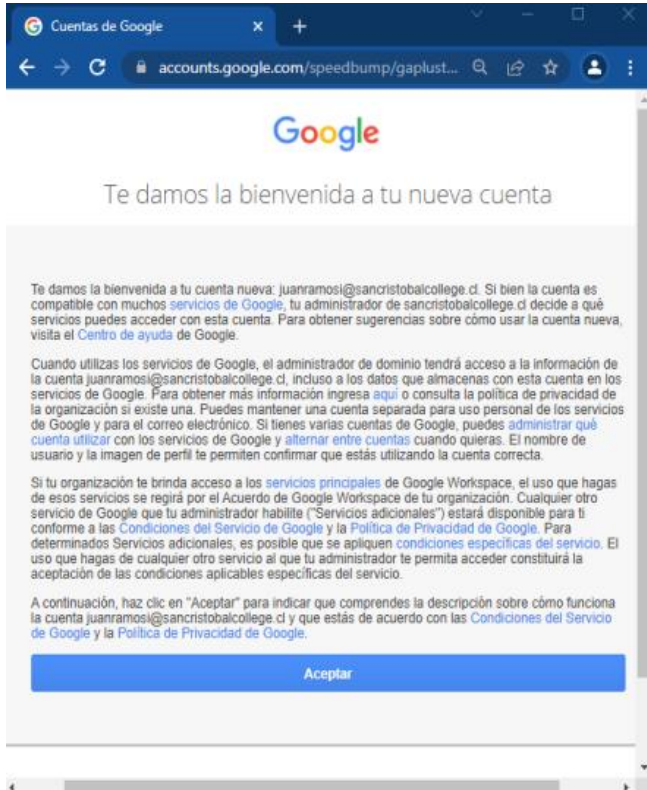 Cuentas de Google
accounts.google.com/speedbump/gaplust...
Google
Te damos la bienvenida a tu nueva cuenta
Te damos la bienvenida a tu cuenta nueva: juanramosi@sancristobalcollege.cl. Si bien la cuenta es
compatible con muchos servicios de Google, tu administrador de sancristobalcollege.cl decide a qué
servicios puedes acceder con esta cuenta. Para obtener sugerencias sobre cómo usar la cuenta nueva,
visita el Centro de ayuda de Google.
Cuando utilizas los servicios de Google, el administrador de dominio tendrá acceso a la información de
la cuenta juanramosi@sancristobalcollege.cl, incluso a los datos que almacenas con esta cuenta en los
servicios de Google. Para obtener más información ingresa aquí o consulta la política de privacidad de
la organización si existe una. Puedes mantener una cuenta separada para uso personal de los servicios
de Google y para el correo electrónico. Si tienes varias cuentas de Google, puedes administrar qué
cuenta utilizar con los servicios de Google y alternar entre cuentas cuando quieras. El nombre de
usuario y la imagen de perfil te permiten confirmar que estás utilizando la cuenta correcta.
Si tu organización te brinda acceso a los servicios principales de Google Workspace, el uso que hagas
de esos servicios se regirá por el Acuerdo de Google Workspace de tu organización. Cualquier otro
servicio de Google que tu administrador habilite ("Servicios adicionales") estará disponible para ti
conforme a las Condiciones del Servicio de Google y la Política de Privacidad de Google. Para
determinados Servicios adicionales, es posible que se apliquen condiciones específicas del servicio. El
uso que hagas de cualquier otro servicio al que tu administrador te permita acceder constituirá la
aceptación de las condiciones aplicables específicas del servicio.
A continuación, haz clic en "Aceptar" para indicar que comprendes la descripción sobre cómo funciona
la cuenta juanramosi@sancristobalcollege.cl y que estás de acuerdo con las Condiciones del Servicio
de Google y la Política de Privacidad de Google.
Aceptar